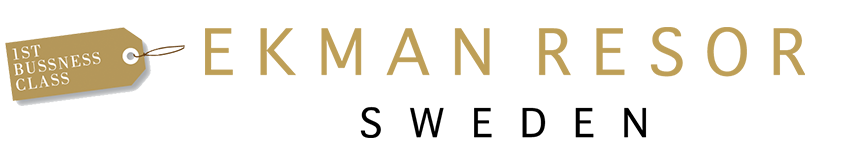 1ST
BUSSNESS
CLASS
EKMAN RESOR
SWEDEN